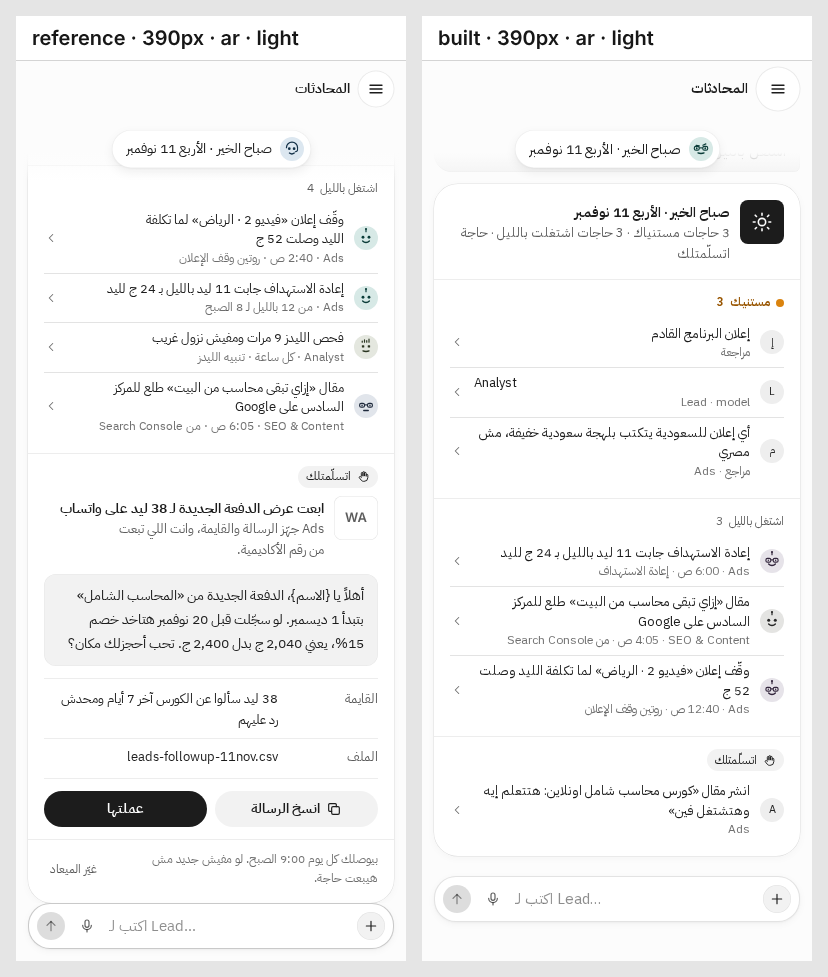 reference · 390px · ar · light
المحادثات
صباح الخير · الأربع 11 نوفمبر
اشتغل بالليل 4
وقّف إعلان «فيديو 2 · الرياض» لما تكلفة
الليد وصلت 52 ج
Ads · 2:40 ص · روتين وقف الإعلان
إعادة الاستهداف جابت 11 ليد بالليل بـ 24 ج لليد
Ads · من 12 بالليل لـ 8 الصبح
فحص الليدز 9 مرات ومفيش نزول غريب
Analyst · كل ساعة · تنبيه الليدز
مقال «إزاي تبقى محاسب من البيت» طلع للمركز
السادس على Google
SEO & Content · 6:05 ص · من Search Console
اتسلّمتلك
WA
ابعت عرض الدفعة الجديدة لـ 38 ليد على واتساب
Ads جهّز الرسالة والقايمة، وانت اللي تبعت
من رقم الأكاديمية.
أهلاً يا {الاسم}، الدفعة الجديدة من «المحاسب الشامل»
بتبدأ 1 ديسمبر. لو سجّلت قبل 20 نوفمبر هتاخد خصم
15%، يعني 2,040 ج بدل 2,400 ج. تحب أحجزلك مكان؟
القايمة
38 ليد سألوا عن الكورس آخر 7 أيام ومحدش
رد عليهم
الملف
leads-followup-11nov.csv
انسخ الرسالة
عملتها
بيوصلك كل يوم 9:00 الصبح. لو مفيش جديد مش
هيبعت حاجة.
غيّر الميعاد
اكتب لـ Lead...
built · 390px · ar · light
المحادثات
صباح الخير · الأربع 11 نوفمبر
صباح الخير · الأربع 11 نوفمبر
3 حاجات مستنياك · 3 حاجات اشتغلت بالليل · حاجة
اتسلّمتلك
مستنيك 3
إ
إعلان البرنامج القادم
مراجعة
L
Analyst
Lead · model
م
أي إعلان للسعودية يتكتب بلهجة سعودية خفيفة، مش
مصري
مراجع · Ads
اشتغل بالليل 3
إعادة الاستهداف جابت 11 ليد بالليل بـ 24 ج لليد
Ads · 6:00 ص · إعادة الاستهداف
مقال «إزاي تبقى محاسب من البيت» طلع للمركز
السادس على Google
SEO & Content · 4:05 ص · من Search Console
وقّف إعلان «فيديو 2 · الرياض» لما تكلفة الليد وصلت
52 ج
Ads · 12:40 ص · روتين وقف الإعلان
اتسلّمتلك
A
انشر مقال «كورس محاسب شامل اونلاين: هتتعلم إيه
وهتشتغل فين»
Ads
اكتب لـ Lead...